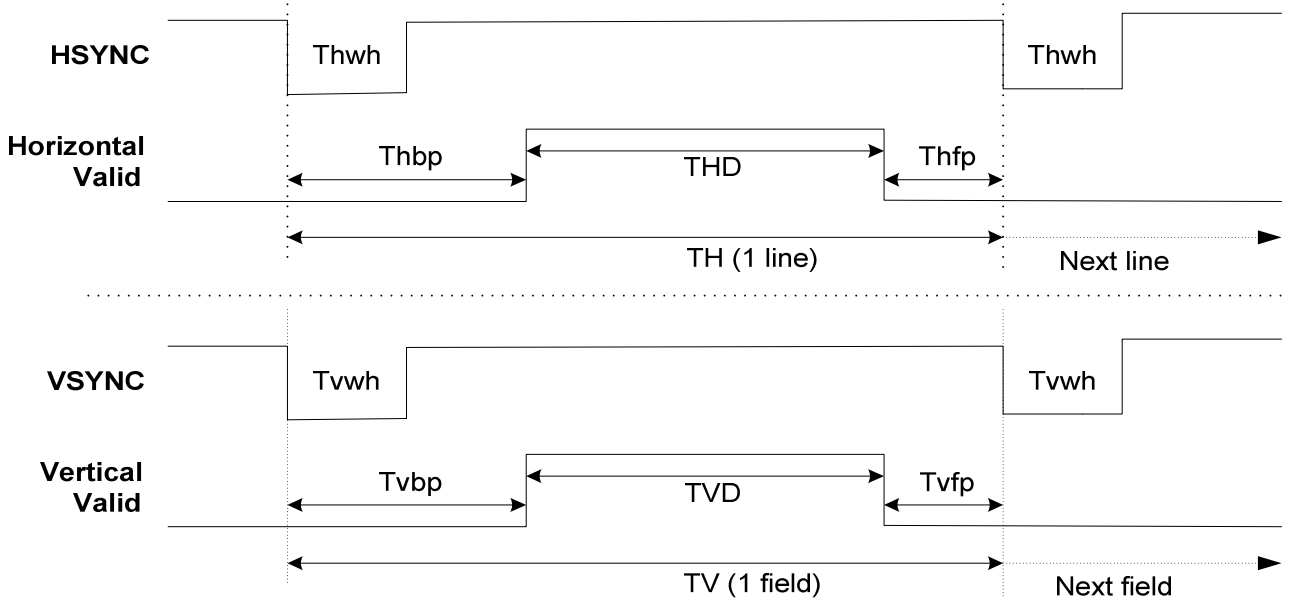 HSYNC
Thwh
Thwh
Horizontal
Valid
Thbp
THD
Thfp
TH (1 line)
Next line
VSYNC
Tvwh
Tvwh
Vertical
Valid
Tvbp
TVD
Tvfp
TV (1 field)
Next field